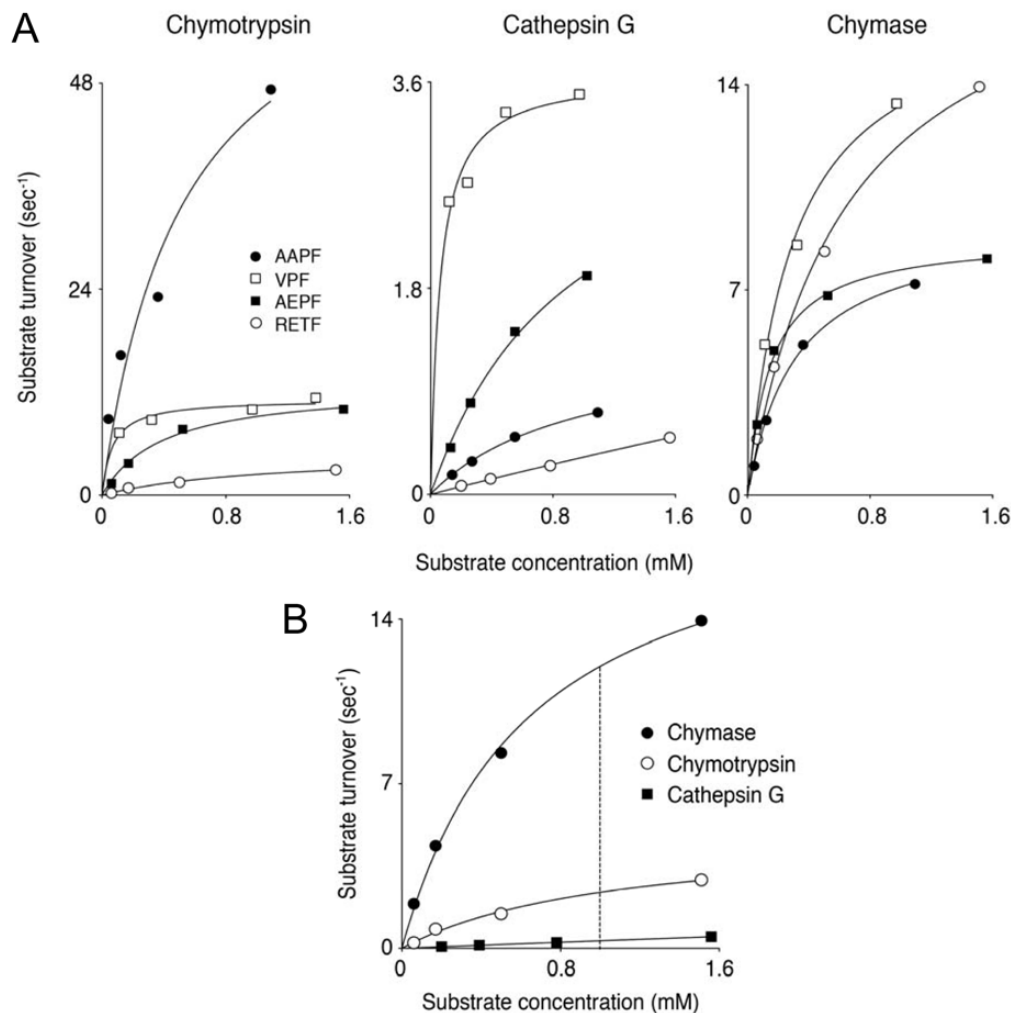 A
Chymotrypsin
Cathepsin G
Chymase
Substrate turnover (sec⁻¹)
48
24
0
AAPF
VPF
AEPF
RETF
0 0.8 1.6
3.6
1.8
0
0 0.8 1.6
14
7
0
0 0.8 1.6
Substrate concentration (mM)
B
Substrate turnover (sec⁻¹)
14
7
0
Chymase
Chymotrypsin
Cathepsin G
0 0.8 1.6
Substrate concentration (mM)